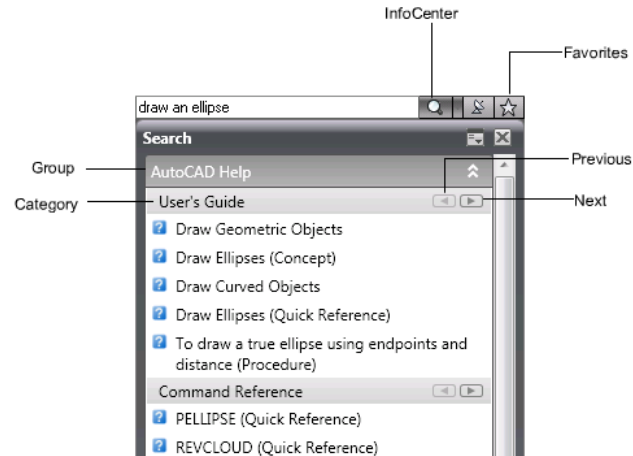 InfoCenter
Favorites
draw an ellipse
Search
Group
AutoCAD Help
Previous
Category
User's Guide
Next
Draw Geometric Objects
Draw Ellipses (Concept)
Draw Curved Objects
Draw Ellipses (Quick Reference)
To draw a true ellipse using endpoints and
distance (Procedure)
Command Reference
PELLIPSE (Quick Reference)
REVCLOUD (Quick Reference)